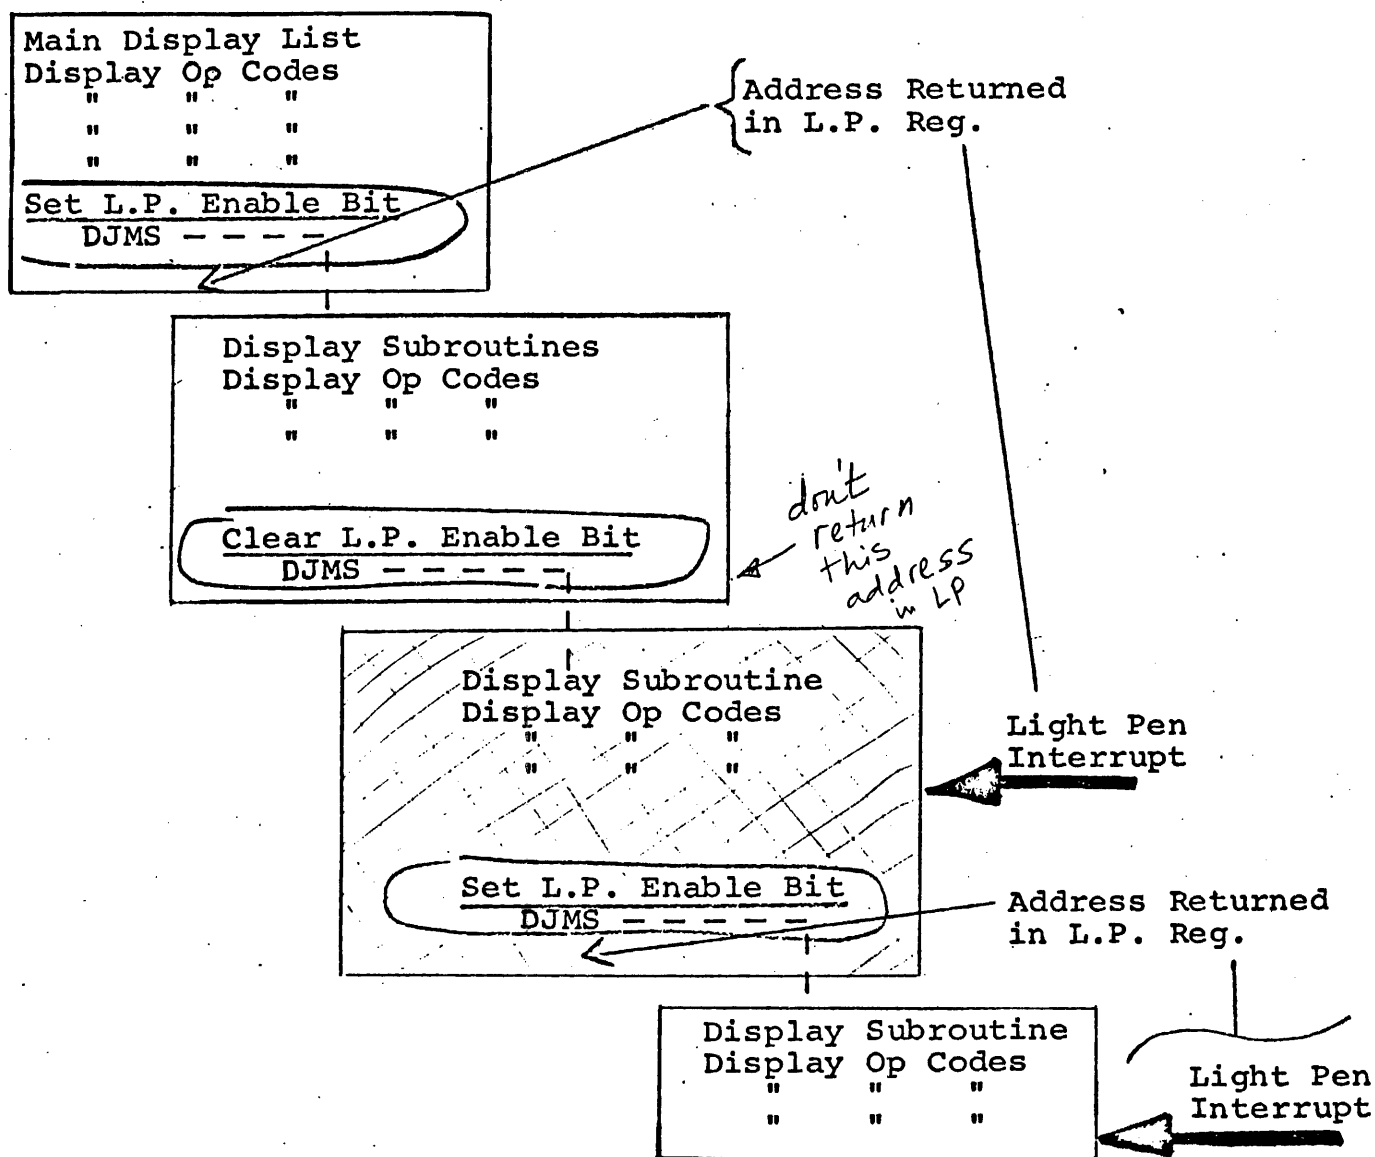 Main Display List
Display Op Codes
" " "
" " "
" " "
Set L.P. Enable Bit
DJMS - - - - -
Address Returned
in L.P. Reg.
Display Subroutines
Display Op Codes
" " "
" " "
Clear L.P. Enable Bit
DJMS - - - - -
don't
return
this
address
in LP
Display Subroutine
Display Op Codes
" " "
" " "
Light Pen
Interrupt
Set L.P. Enable Bit
DJMS - - - - -
Address Returned
in L.P. Reg.
Display Subroutine
Display Op Codes
" " "
" " "
Light Pen
Interrupt